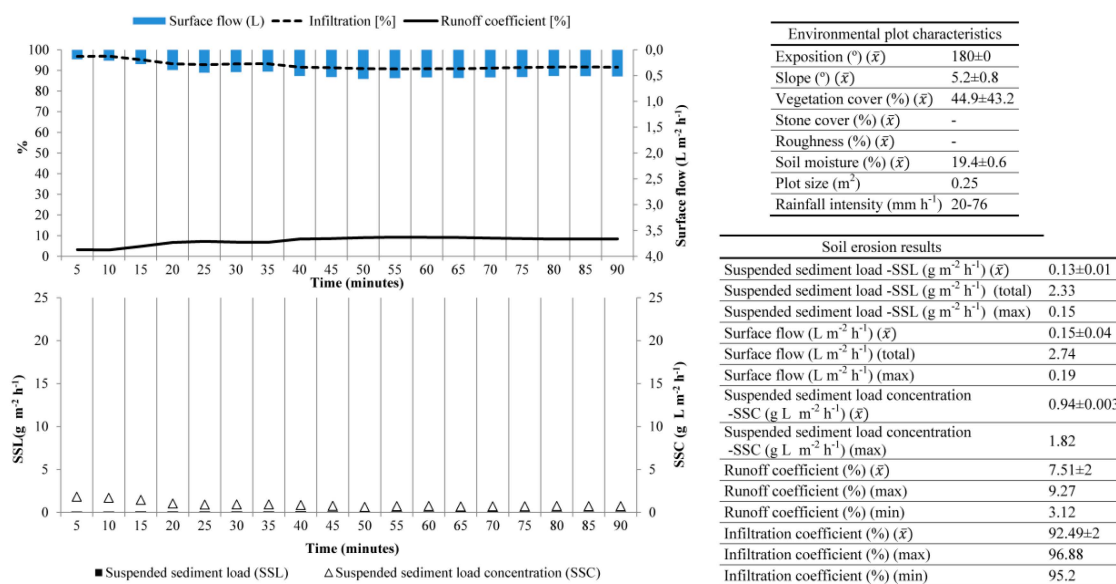 Surface flow (L) Infiltration [%] Runoff coefficient [%]
100 90 80 70 60 50 40 30 20 10 0
%
0,0 0,5 1,0 1,5 2,0 2,5 3,0 3,5 4,0
Surface flow (L m⁻² h⁻¹)
5 10 15 20 25 30 35 40 45 50 55 60 65 70 75 80 85 90
Time (minutes)
25 20 15 10 5 0
SSL(g m⁻² h⁻¹)
25 20 15 10 5 0
SSC (g L m⁻² h⁻¹)
5 10 15 20 25 30 35 40 45 50 55 60 65 70 75 80 85 90
Time (minutes)
Suspended sediment load (SSL) Suspended sediment load concentration (SSC)
Environmental plot characteristics
Exposition (º) (x̄) 180±0
Slope (º) (x̄) 5.2±0.8
Vegetation cover (%) (x̄) 44.9±43.2
Stone cover (%) (x̄) -
Roughness (%) (x̄) -
Soil moisture (%) (x̄) 19.4±0.6
Plot size (m²) 0.25
Rainfall intensity (mm h⁻¹) 20-76
Soil erosion results
Suspended sediment load -SSL (g m⁻² h⁻¹) (x̄) 0.13±0.01
Suspended sediment load -SSL (g m⁻² h⁻¹) (total) 2.33
Suspended sediment load -SSL (g m⁻² h⁻¹) (max) 0.15
Surface flow (L m⁻² h⁻¹) (x̄) 0.15±0.04
Surface flow (L m⁻² h⁻¹) (total) 2.74
Surface flow (L m⁻² h⁻¹) (max) 0.19
Suspended sediment load concentration
-SSC (g L m⁻² h⁻¹) (x̄) 0.94±0.003
Suspended sediment load concentration
-SSC (g L m⁻² h⁻¹) (max) 1.82
Runoff coefficient (%) (x̄) 7.51±2
Runoff coefficient (%) (max) 9.27
Runoff coefficient (%) (min) 3.12
Infiltration coefficient (%) (x̄) 92.49±2
Infiltration coefficient (%) (max) 96.88
Infiltration coefficient (%) (min) 95.2